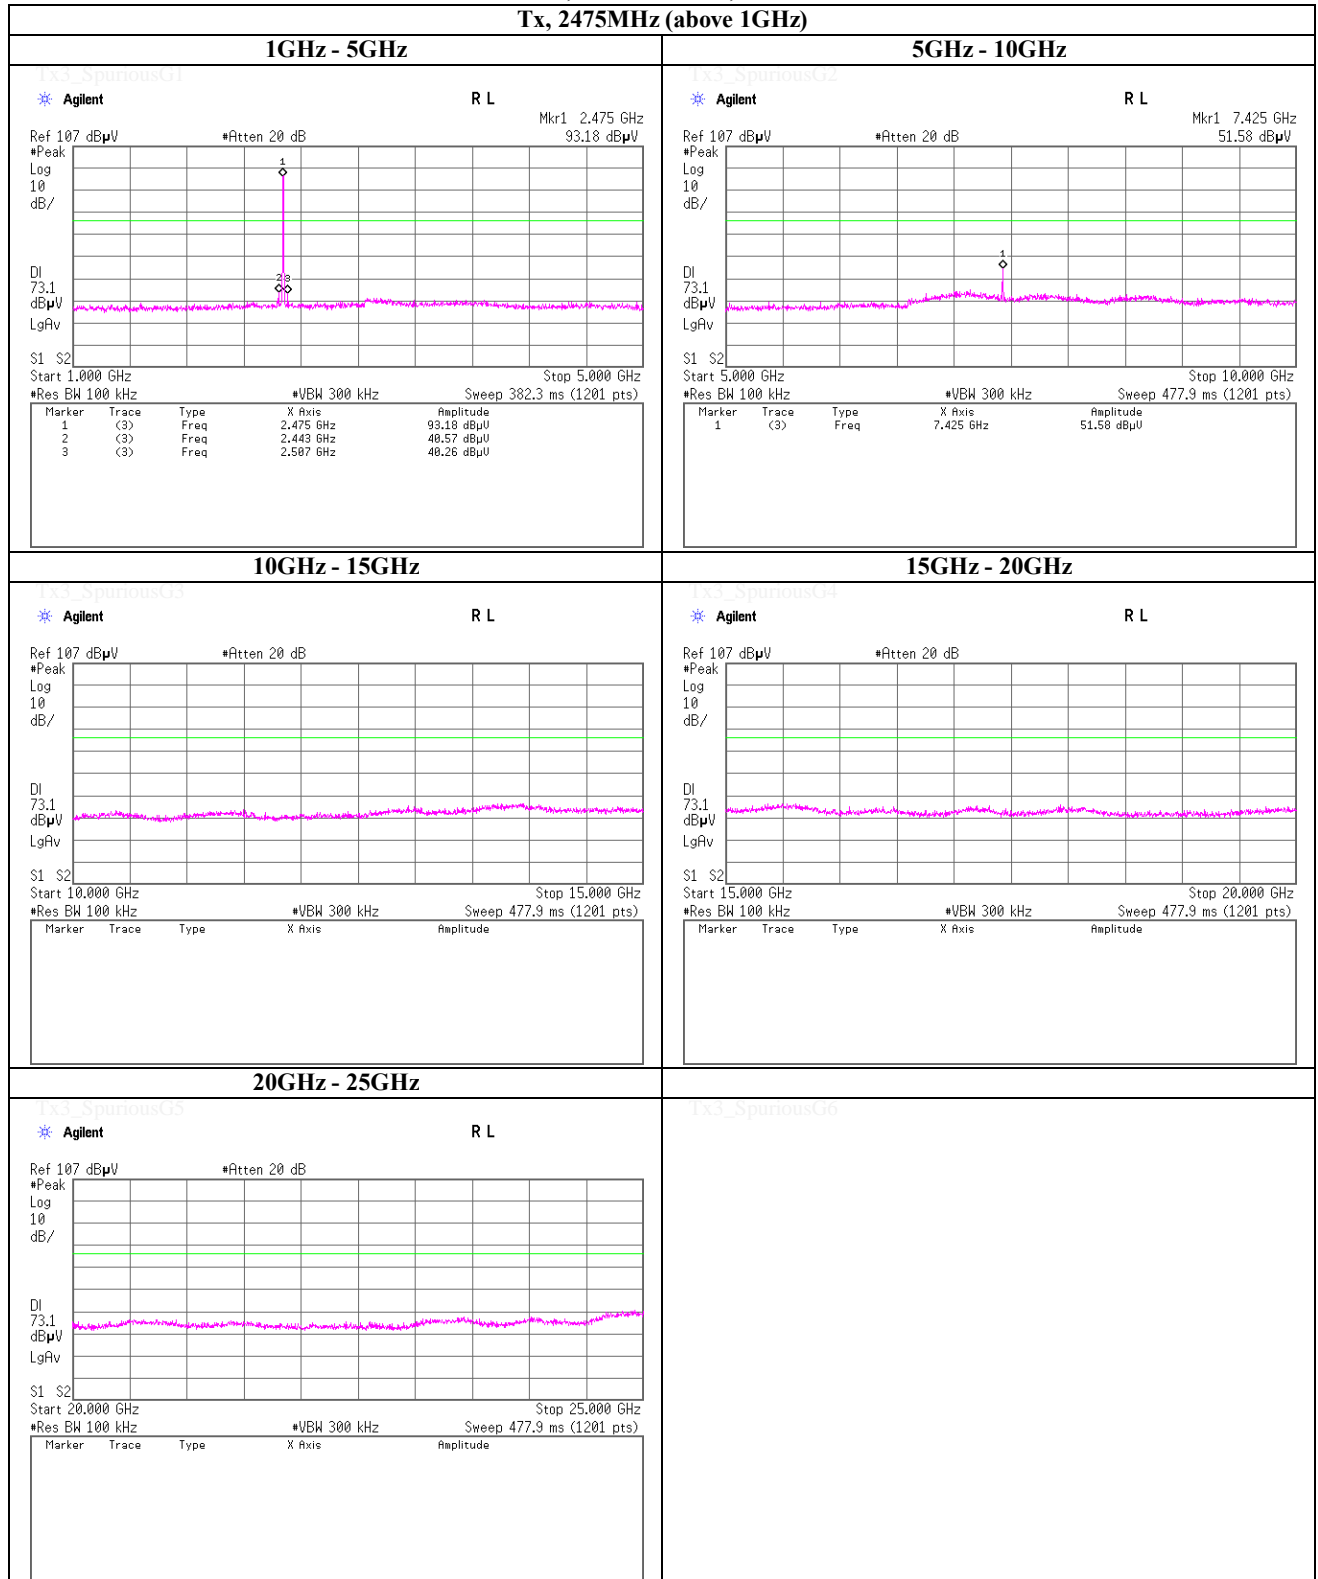 Tx, 2475MHz (above 1GHz)
1GHz - 5GHz
Tx3_SpuriousG1
Agilent R L
Mkr1 2.475 GHz
Ref 107 dBµV #Atten 20 dB 93.18 dBµV
#Peak
Log
10
dB/
1
2 3
DI
73.1
dBµV
LgAv
S1 S2
Start 1.000 GHz Stop 5.000 GHz
#Res BW 100 kHz #VBW 300 kHz Sweep 382.3 ms (1201 pts)
Marker Trace Type X Axis Amplitude
1 (3) Freq 2.475 GHz 93.18 dBµV
2 (3) Freq 2.443 GHz 40.57 dBµV
3 (3) Freq 2.507 GHz 40.26 dBµV
5GHz - 10GHz
Tx3_SpuriousG2
Agilent R L
Mkr1 7.425 GHz
Ref 107 dBµV #Atten 20 dB 51.58 dBµV
#Peak
Log
10
dB/
1
DI
73.1
dBµV
LgAv
S1 S2
Start 5.000 GHz Stop 10.000 GHz
#Res BW 100 kHz #VBW 300 kHz Sweep 477.9 ms (1201 pts)
Marker Trace Type X Axis Amplitude
1 (3) Freq 7.425 GHz 51.58 dBµV
10GHz - 15GHz
Tx3_SpuriousG3
Agilent R L
Ref 107 dBµV #Atten 20 dB
#Peak
Log
10
dB/
DI
73.1
dBµV
LgAv
S1 S2
Start 10.000 GHz Stop 15.000 GHz
#Res BW 100 kHz #VBW 300 kHz Sweep 477.9 ms (1201 pts)
Marker Trace Type X Axis Amplitude
15GHz - 20GHz
Tx3_SpuriousG4
Agilent R L
Ref 107 dBµV #Atten 20 dB
#Peak
Log
10
dB/
DI
73.1
dBµV
LgAv
S1 S2
Start 15.000 GHz Stop 20.000 GHz
#Res BW 100 kHz #VBW 300 kHz Sweep 477.9 ms (1201 pts)
Marker Trace Type X Axis Amplitude
20GHz - 25GHz
Tx3_SpuriousG5
Agilent R L
Ref 107 dBµV #Atten 20 dB
#Peak
Log
10
dB/
DI
73.1
dBµV
LgAv
S1 S2
Start 20.000 GHz Stop 25.000 GHz
#Res BW 100 kHz #VBW 300 kHz Sweep 477.9 ms (1201 pts)
Marker Trace Type X Axis Amplitude
Tx3_SpuriousG6